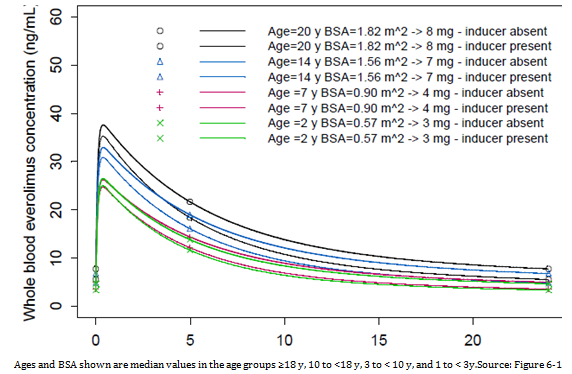 Whole blood everolimus concentration (ng/mL
60
50
40
30
20
10
0
Age=20 y BSA=1.82 m^2 -> 8 mg - inducer absent
Age=20 y BSA=1.82 m^2 -> 8 mg - inducer present
Age=14 y BSA=1.56 m^2 -> 7 mg - inducer absent
Age=14 y BSA=1.56 m^2 -> 7 mg - inducer present
Age =7 y BSA=0.90 m^2 -> 4 mg - inducer absent
Age =7 y BSA=0.90 m^2 -> 4 mg - inducer present
Age =2 y BSA=0.57 m^2 -> 3 mg - inducer absent
Age =2 y BSA=0.57 m^2 -> 3 mg - inducer present
0 5 10 15 20
Ages and BSA shown are median values in the age groups ≥18 y, 10 to <18 y, 3 to < 10 y, and 1 to < 3y.Source: Figure 6-1